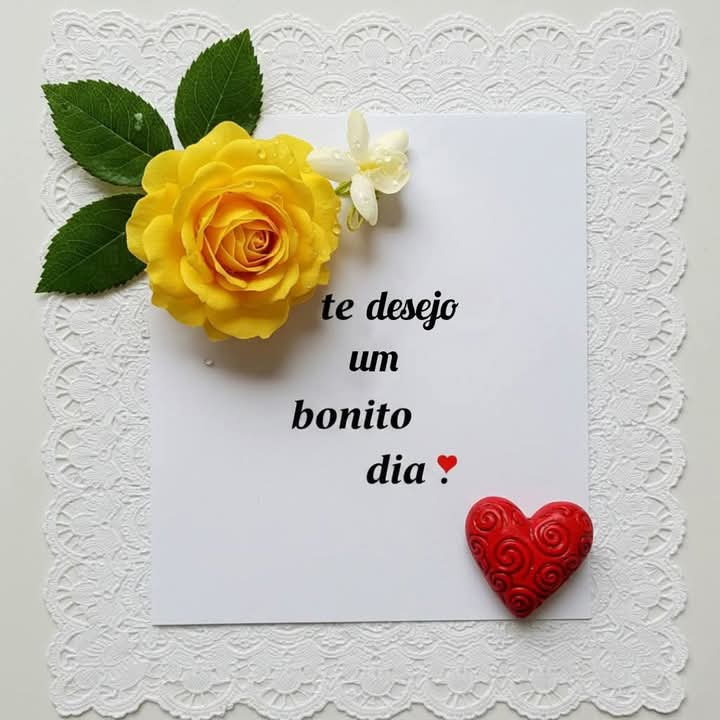 te desejo
um
bonito
dia ❣